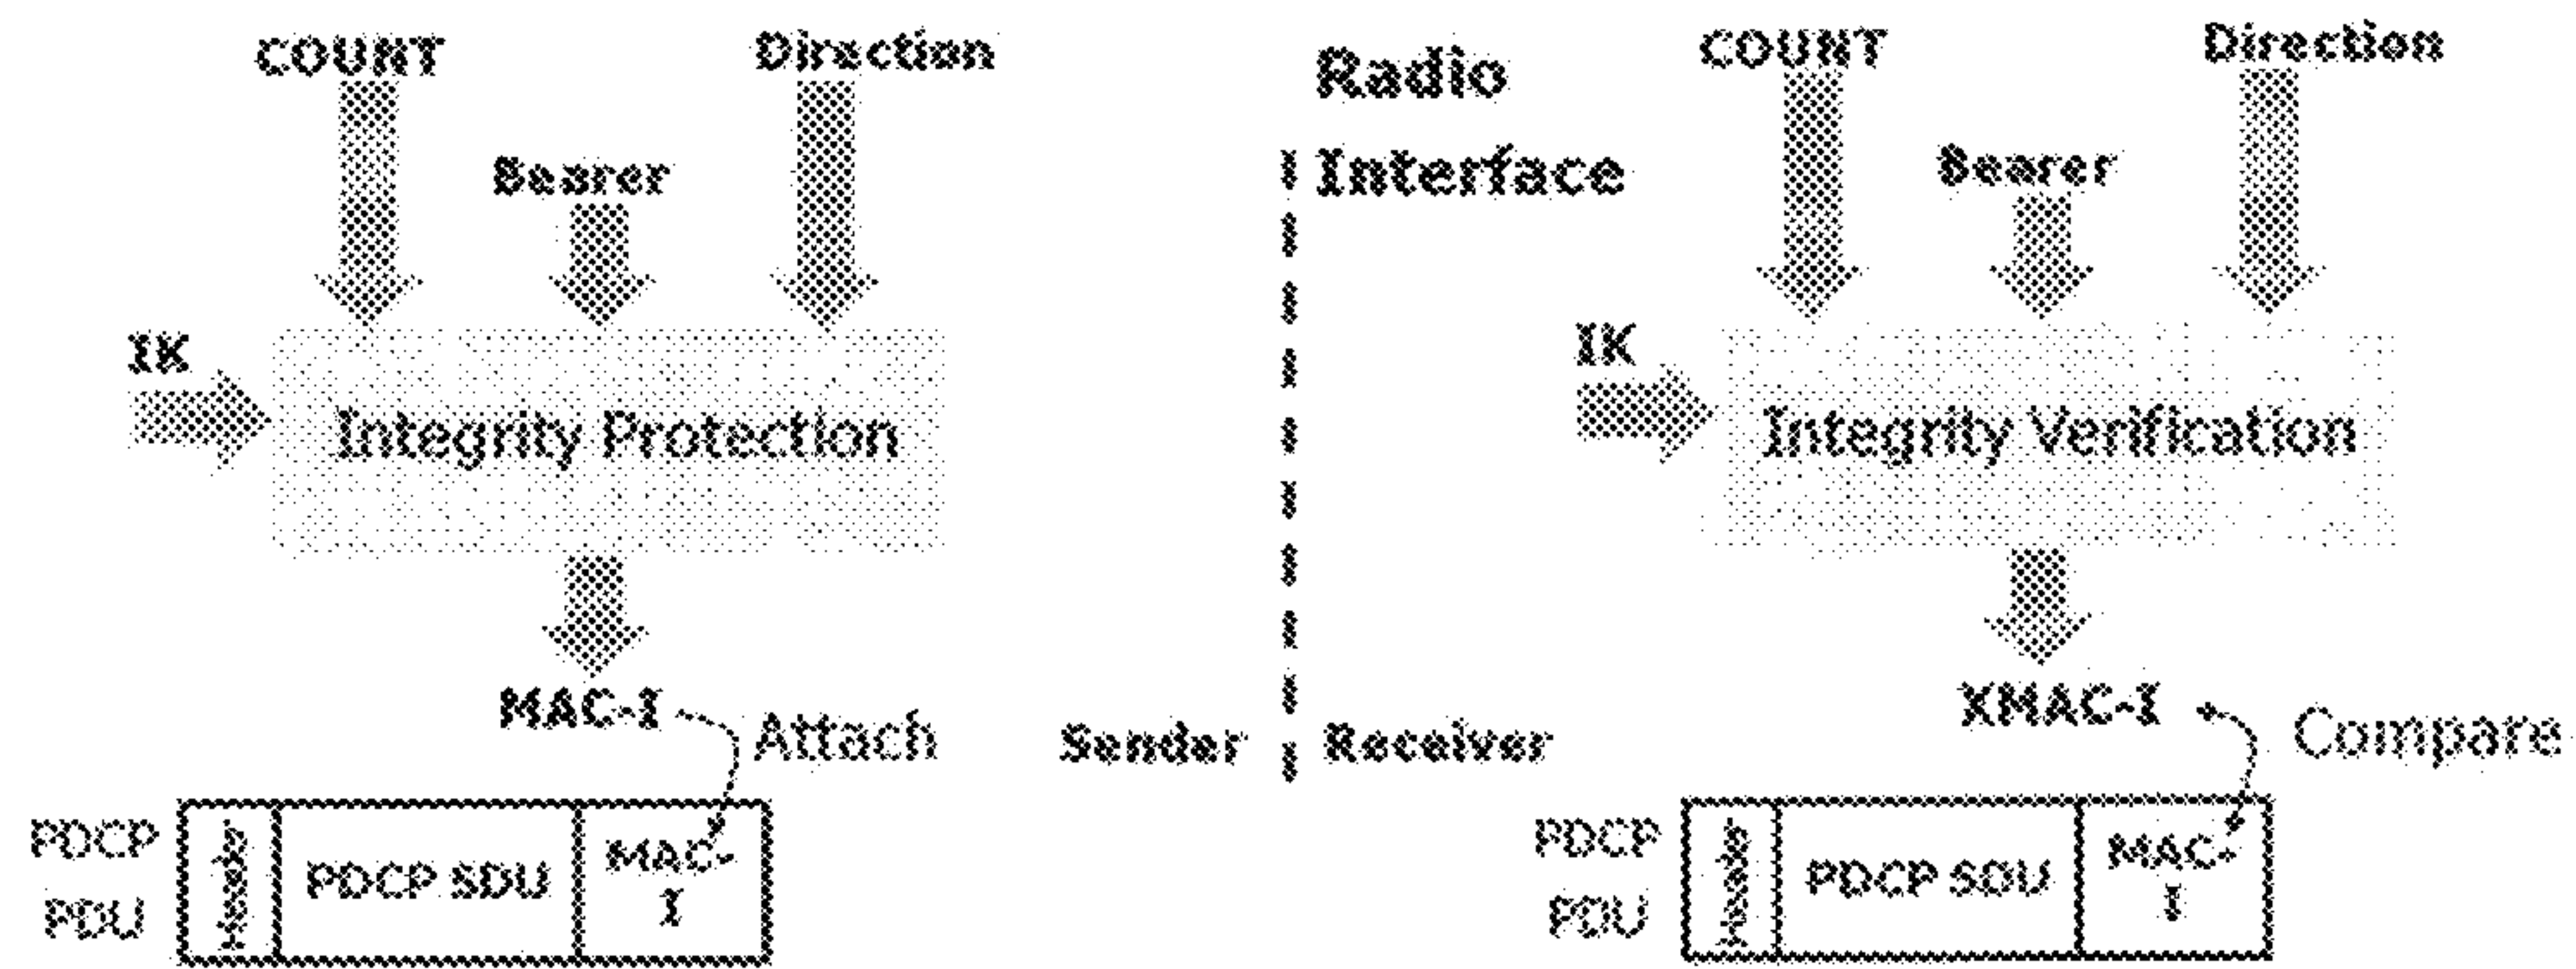 COUNT
Direction
Bearer
IK
Integrity Protection
MAC-I
Attach
PDCP
PDU
Header
PDCP SDU
MAC-
I
Radio
Interface
Sender
Receiver
COUNT
Direction
Bearer
IK
Integrity Verification
XMAC-I
Compare
PDCP
PDU
Header
PDCP SDU
MAC-
I